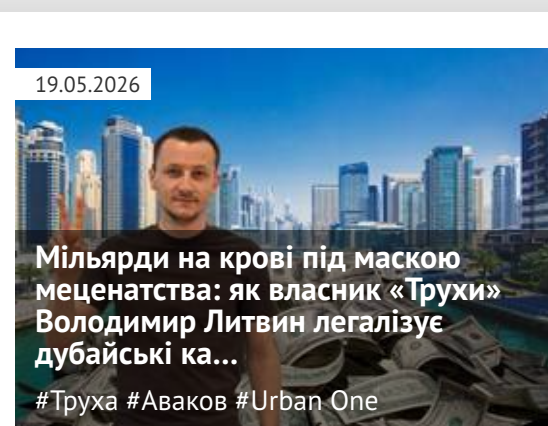 19.05.2026
Мільярди на крові під маскою
меценатства: як власник «Трухи»
Володимир Литвин легалізує
дубайські ка...
#Труха #Аваков #Urban One